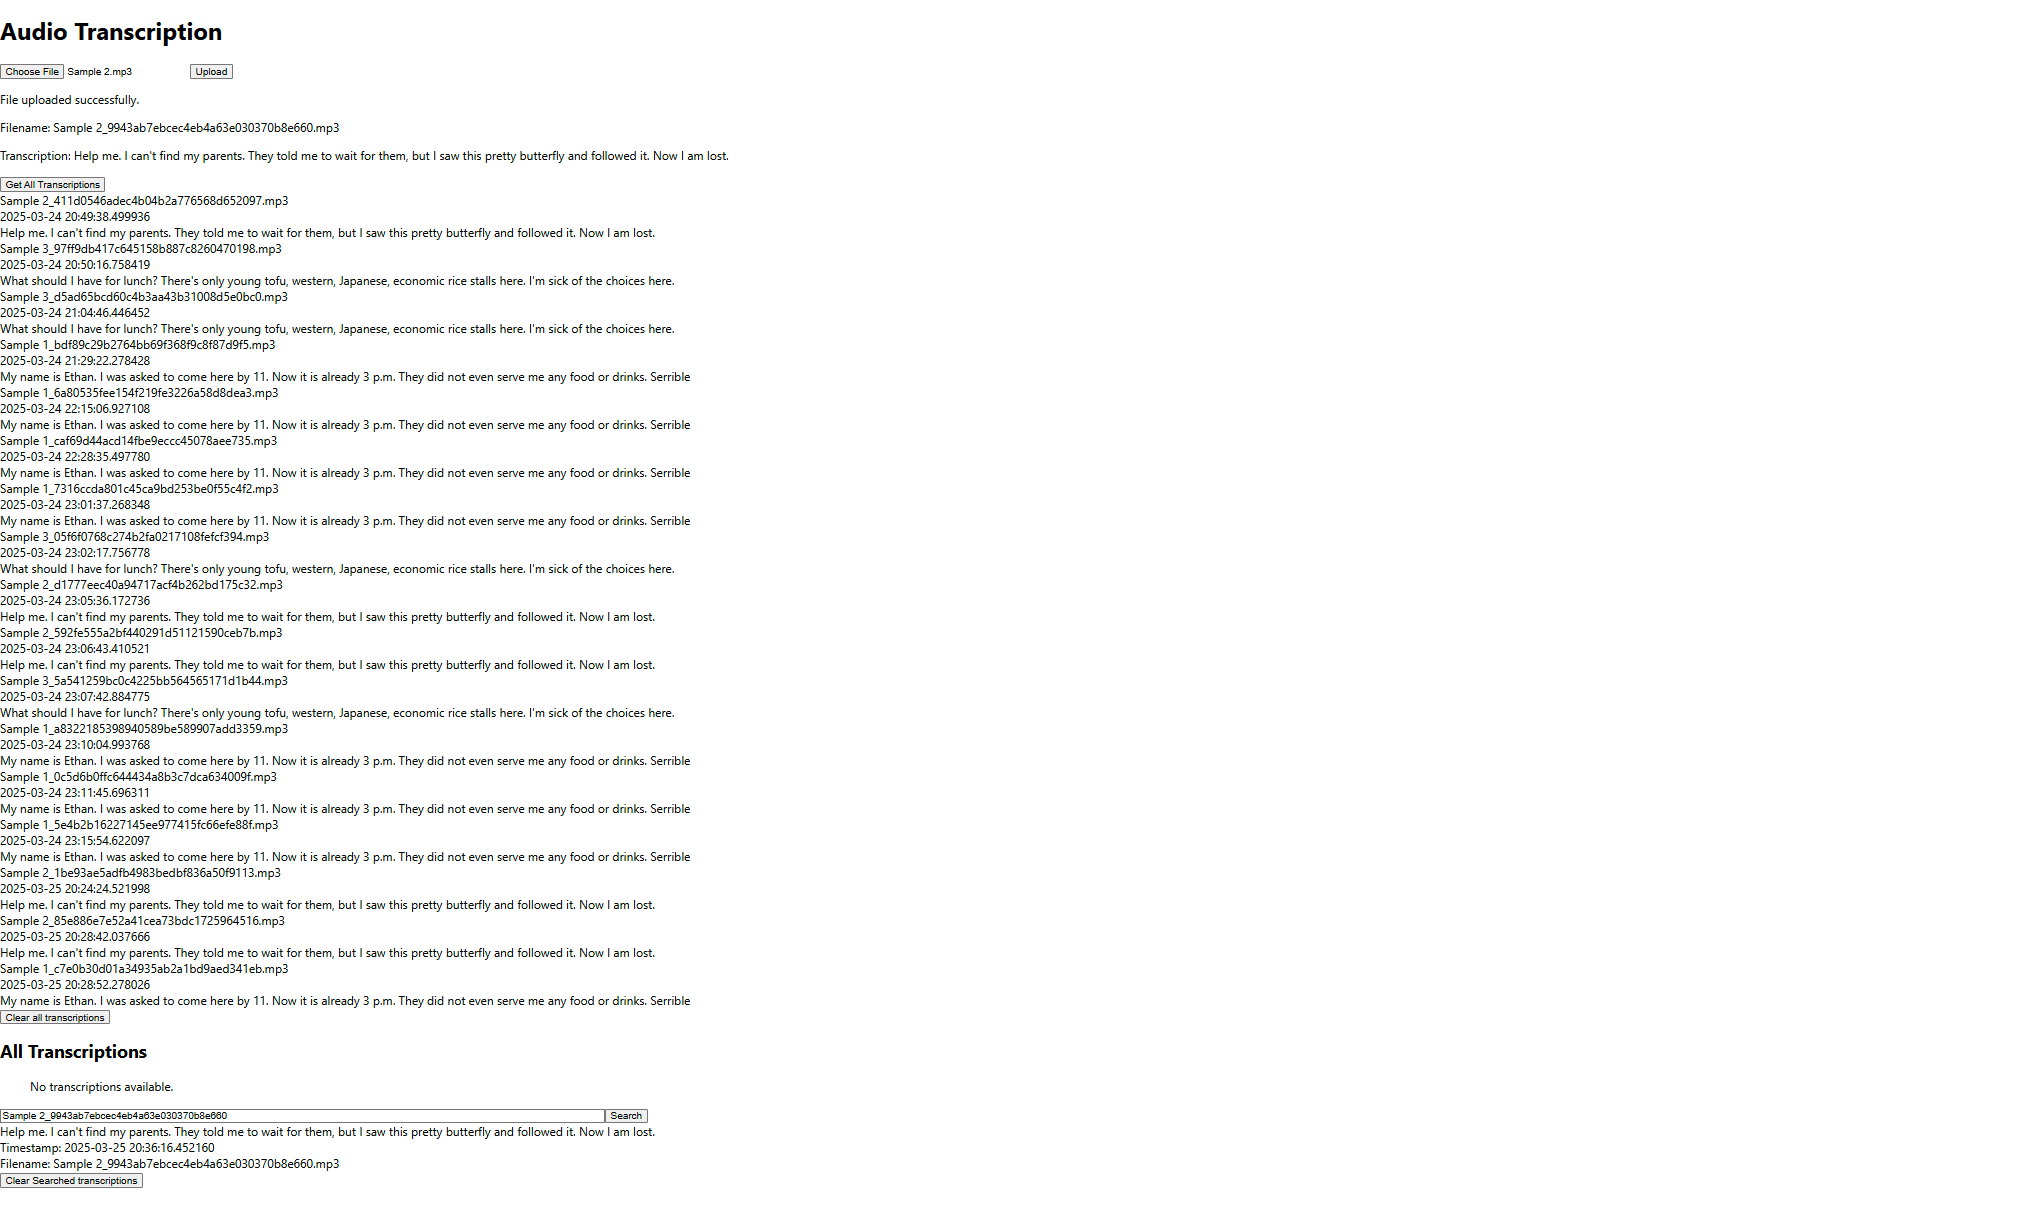 Audio Transcription
Choose File Sample 2.mp3 Upload
File uploaded successfully.
Filename: Sample 2_9943ab7ebcec4eb4a63e030370b8e660.mp3
Transcription: Help me. I can't find my parents. They told me to wait for them, but I saw this pretty butterfly and followed it. Now I am lost.
Get All Transcriptions
Sample 2_411d0546adec4b04b2a776568d652097.mp3
2025-03-24 20:49:38.499936
Help me. I can't find my parents. They told me to wait for them, but I saw this pretty butterfly and followed it. Now I am lost.
Sample 3_97ff9db417c645158b887c8260470198.mp3
2025-03-24 20:50:16.758419
What should I have for lunch? There's only young tofu, western, Japanese, economic rice stalls here. I'm sick of the choices here.
Sample 3_d5ad65bcd60c4b3aa43b31008d5e0bc0.mp3
2025-03-24 21:04:46.446452
What should I have for lunch? There's only young tofu, western, Japanese, economic rice stalls here. I'm sick of the choices here.
Sample 1_bdf89c29b2764bb69f368f9c8f87d9f5.mp3
2025-03-24 21:29:22.278428
My name is Ethan. I was asked to come here by 11. Now it is already 3 p.m. They did not even serve me any food or drinks. Serrible
Sample 1_6a80535fee154f219fe3226a58d8dea3.mp3
2025-03-24 22:15:06.927108
My name is Ethan. I was asked to come here by 11. Now it is already 3 p.m. They did not even serve me any food or drinks. Serrible
Sample 1_caf69d44acd14fbe9eccc45078aee735.mp3
2025-03-24 22:28:35.497780
My name is Ethan. I was asked to come here by 11. Now it is already 3 p.m. They did not even serve me any food or drinks. Serrible
Sample 1_7316ccda801c45ca9bd253be0f55c4f2.mp3
2025-03-24 23:01:37.268348
My name is Ethan. I was asked to come here by 11. Now it is already 3 p.m. They did not even serve me any food or drinks. Serrible
Sample 3_05f6f0768c274b2fa0217108fefcf394.mp3
2025-03-24 23:02:17.756778
What should I have for lunch? There's only young tofu, western, Japanese, economic rice stalls here. I'm sick of the choices here.
Sample 2_d1777eec40a94717acf4b262bd175c32.mp3
2025-03-24 23:05:36.172736
Help me. I can't find my parents. They told me to wait for them, but I saw this pretty butterfly and followed it. Now I am lost.
Sample 2_592fe555a2bf440291d51121590ceb7b.mp3
2025-03-24 23:06:43.410521
Help me. I can't find my parents. They told me to wait for them, but I saw this pretty butterfly and followed it. Now I am lost.
Sample 3_5a541259bc0c4225bb564565171d1b44.mp3
2025-03-24 23:07:42.884775
What should I have for lunch? There's only young tofu, western, Japanese, economic rice stalls here. I'm sick of the choices here.
Sample 1_a8322185398940589be589907add3359.mp3
2025-03-24 23:10:04.993768
My name is Ethan. I was asked to come here by 11. Now it is already 3 p.m. They did not even serve me any food or drinks. Serrible
Sample 1_0c5d6b0ffc644434a8b3c7dca634009f.mp3
2025-03-24 23:11:45.696311
My name is Ethan. I was asked to come here by 11. Now it is already 3 p.m. They did not even serve me any food or drinks. Serrible
Sample 1_5e4b2b16227145ee977415fc66efe88f.mp3
2025-03-24 23:15:54.622097
My name is Ethan. I was asked to come here by 11. Now it is already 3 p.m. They did not even serve me any food or drinks. Serrible
Sample 2_1be93ae5adfb4983bedbf836a50f9113.mp3
2025-03-25 20:24:24.521998
Help me. I can't find my parents. They told me to wait for them, but I saw this pretty butterfly and followed it. Now I am lost.
Sample 2_85e886e7e52a41cea73bdc1725964516.mp3
2025-03-25 20:28:42.037666
Help me. I can't find my parents. They told me to wait for them, but I saw this pretty butterfly and followed it. Now I am lost.
Sample 1_c7e0b30d01a34935ab2a1bd9aed341eb.mp3
2025-03-25 20:28:52.278026
My name is Ethan. I was asked to come here by 11. Now it is already 3 p.m. They did not even serve me any food or drinks. Serrible
Clear all transcriptions
All Transcriptions
No transcriptions available.
Sample 2_9943ab7ebcec4eb4a63e030370b8e660 Search
Help me. I can't find my parents. They told me to wait for them, but I saw this pretty butterfly and followed it. Now I am lost.
Timestamp: 2025-03-25 20:36:16.452160
Filename: Sample 2_9943ab7ebcec4eb4a63e030370b8e660.mp3
Clear Searched transcriptions